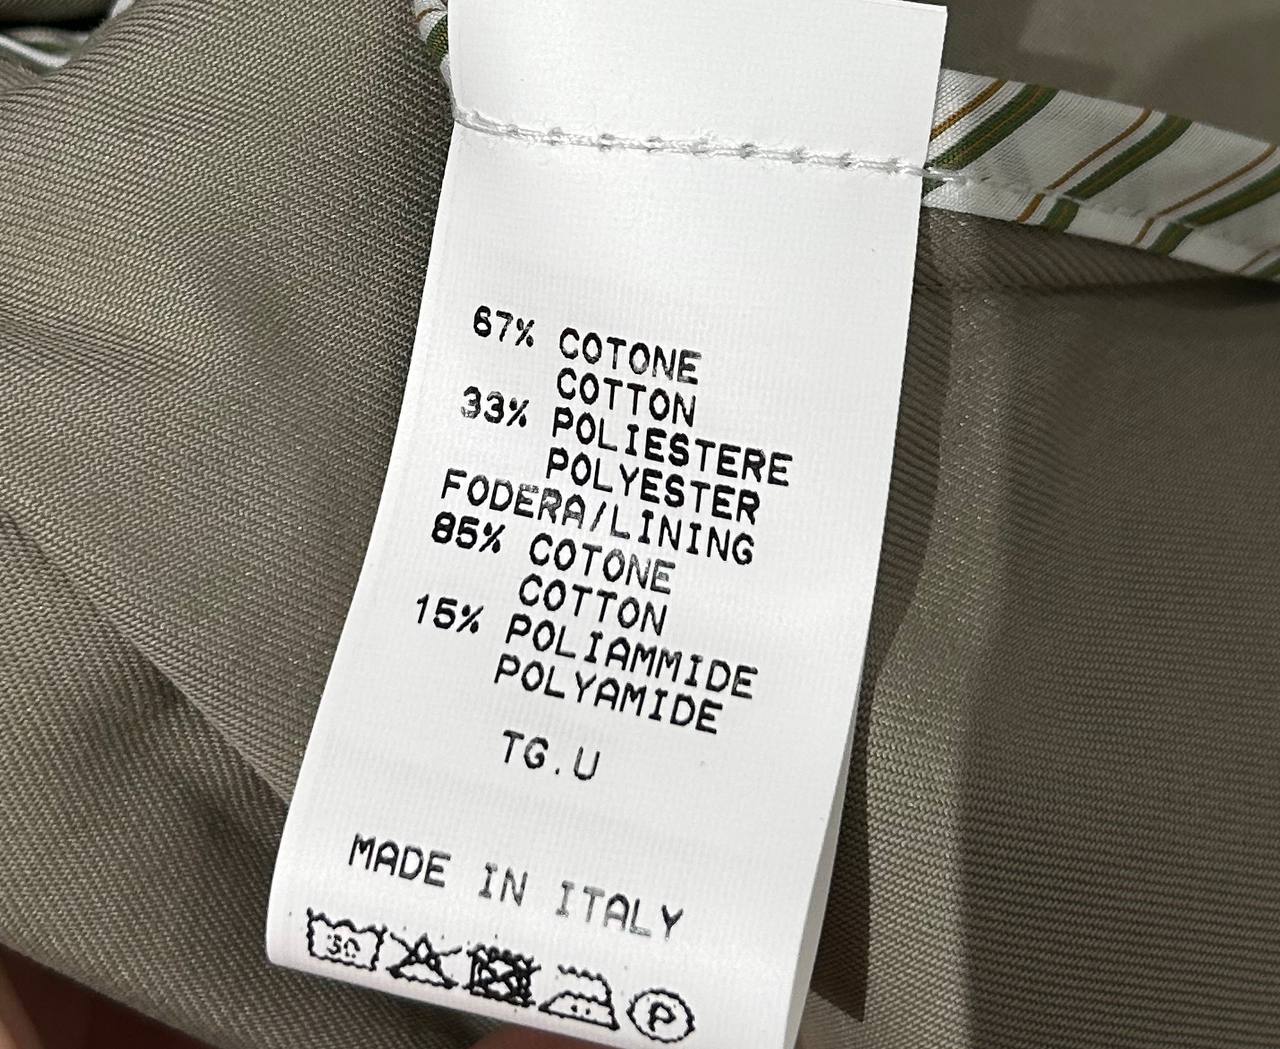 67% COTONE
COTTON
33% POLIESTERE
POLYESTER
FODERA/LINING
85% COTONE
COTTON
15% POLIAMMIDE
POLYAMIDE
TG.U
MADE IN ITALY
30 P